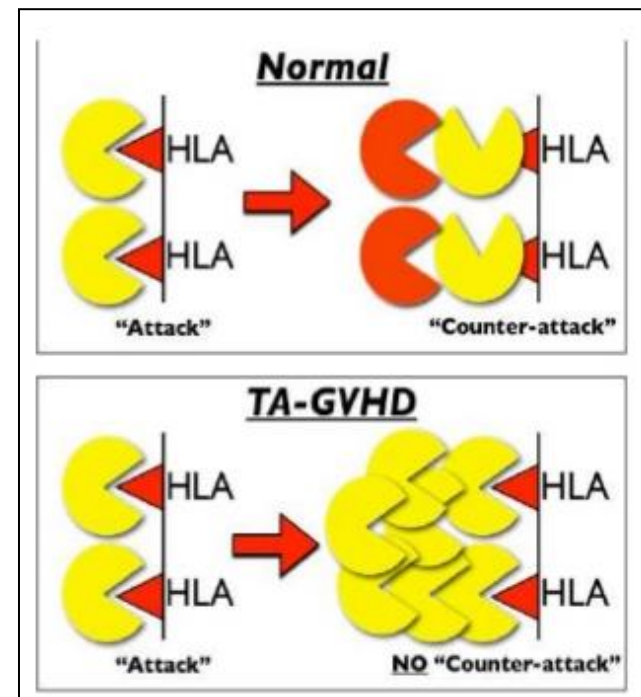 Normal
HLA HLA
HLA HLA
"Attack" "Counter-attack"
TA-GVHD
HLA HLA
HLA HLA
"Attack" NO "Counter-attack"